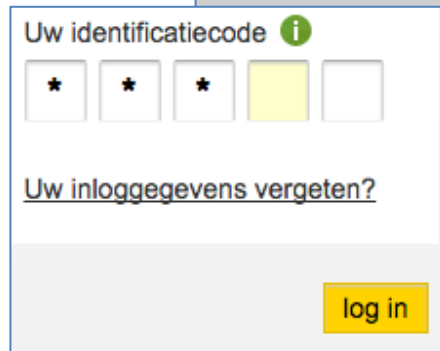 Uw identificatiecode i
* * *
Uw inloggegevens vergeten?
log in